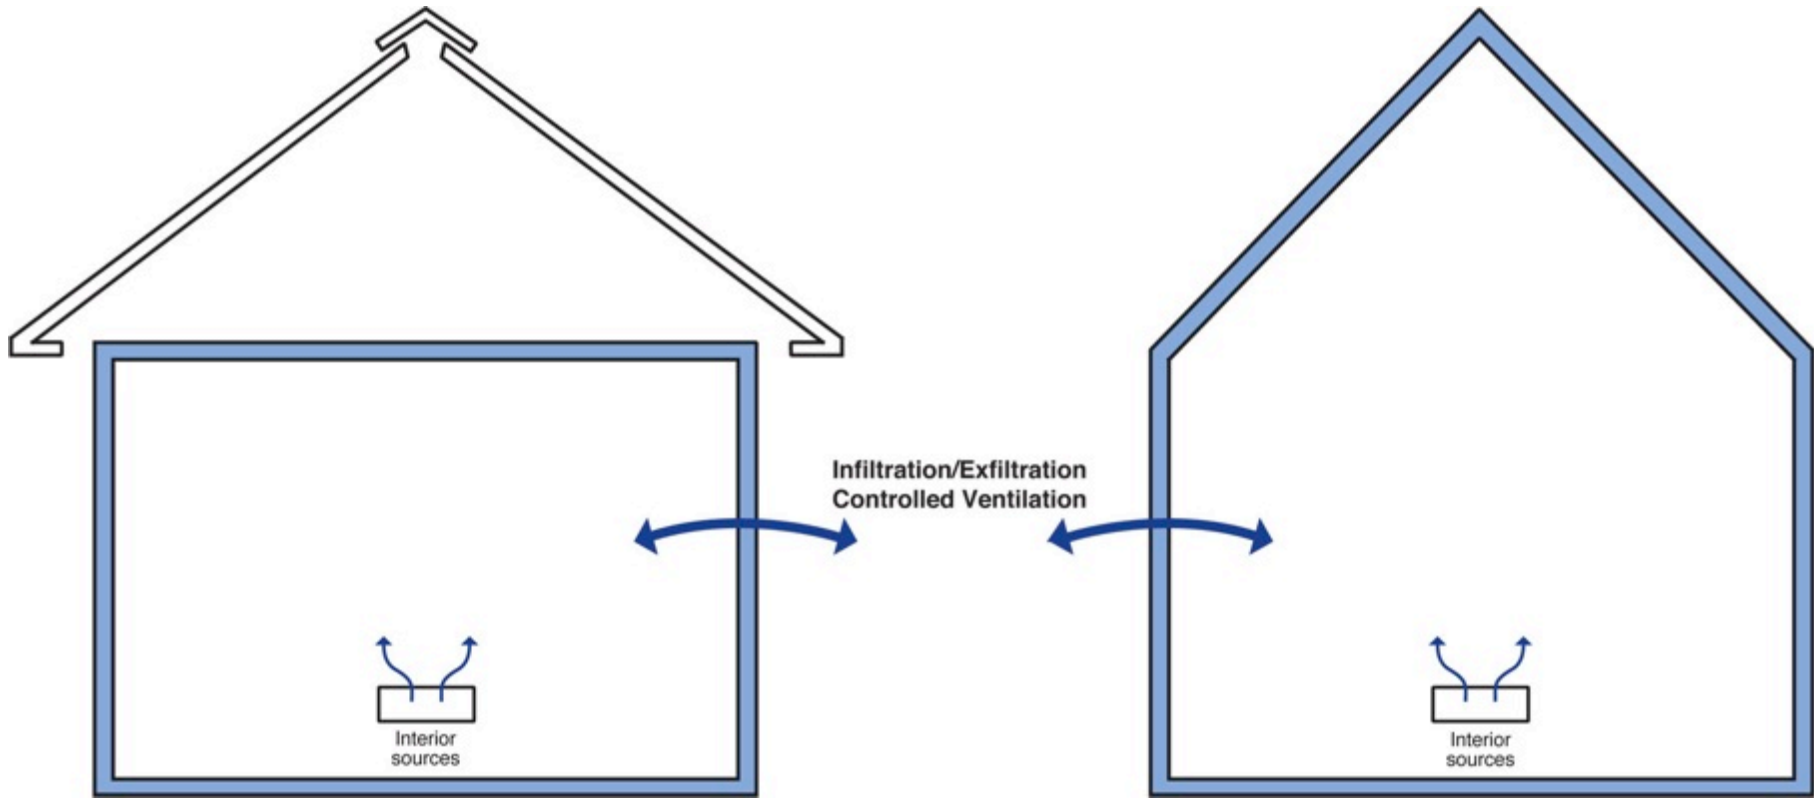 Infiltration/Exfiltration
Controlled Ventilation
Interior
sources
Interior
sources